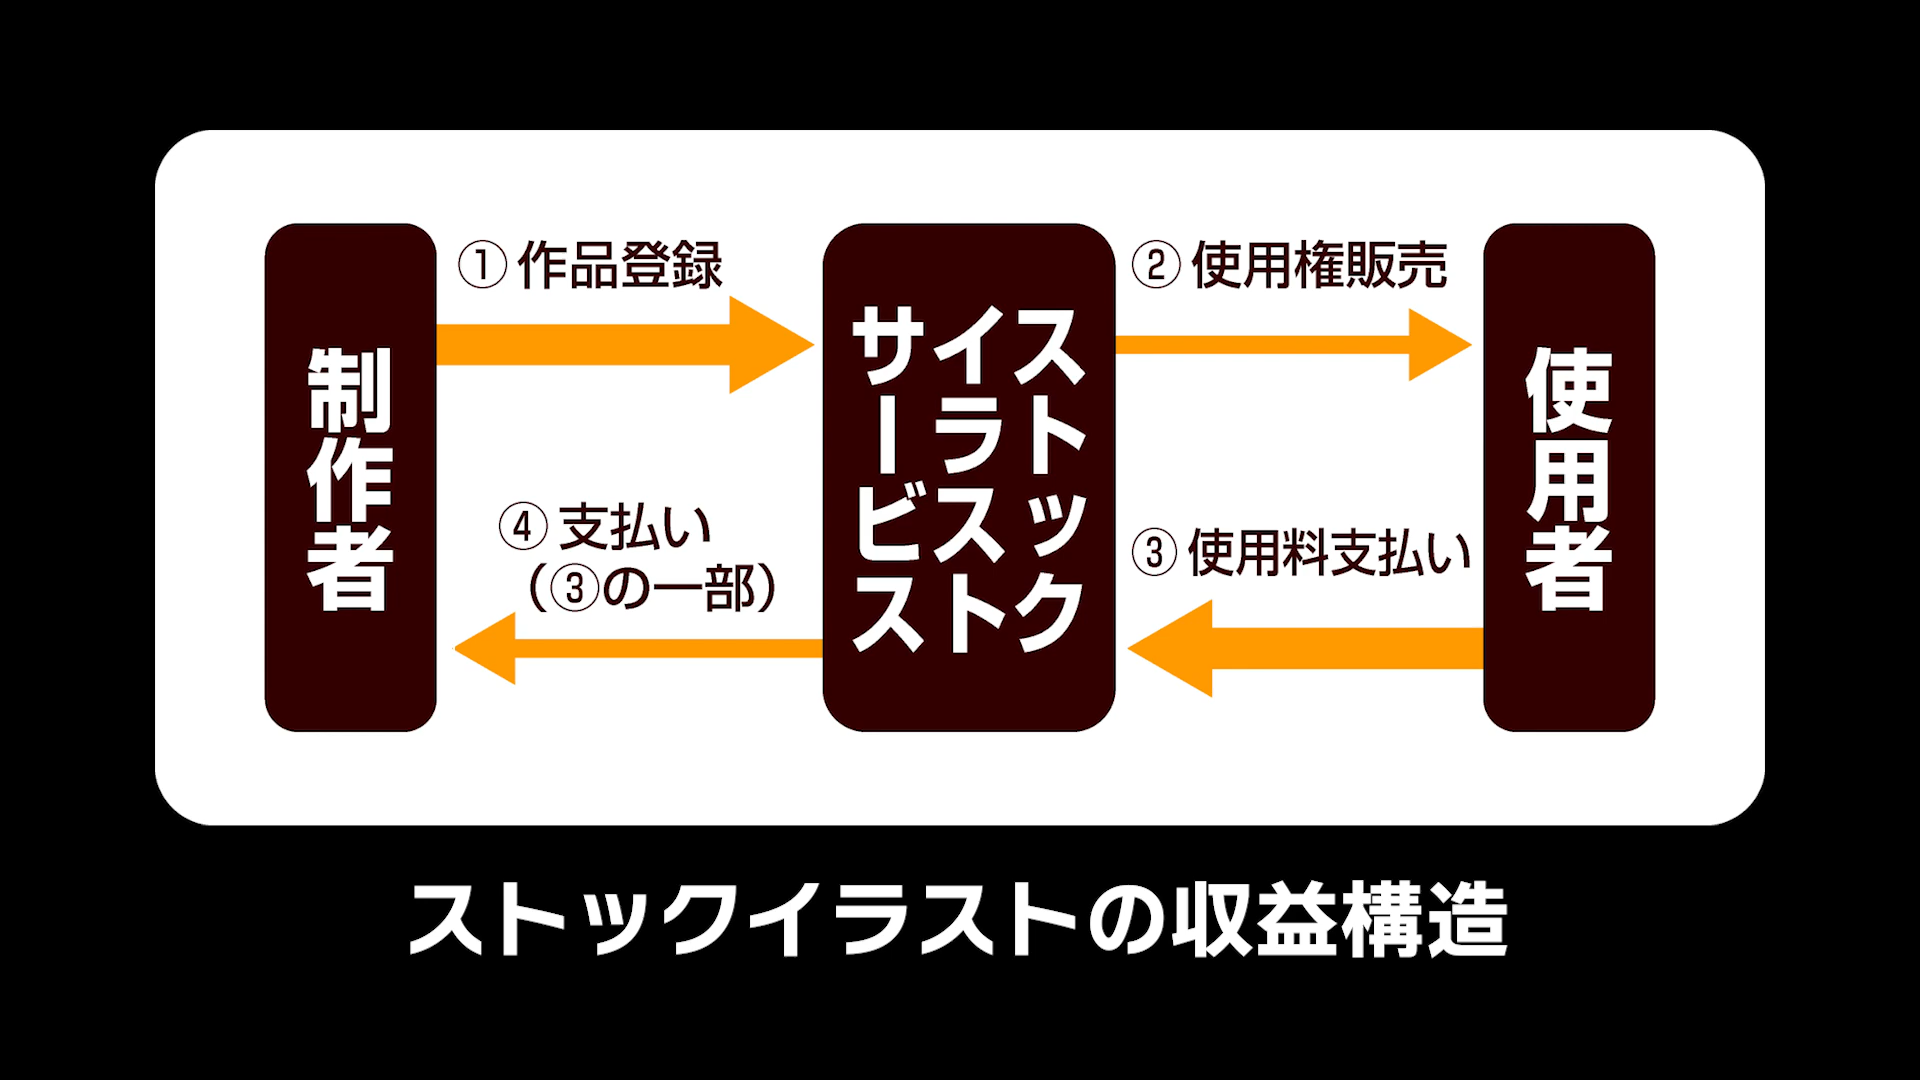 制作者
①作品登録
④支払い
（③の一部）
ストック
イラスト
サービス
②使用権販売
③使用料支払い
使用者
ストックイラストの収益構造